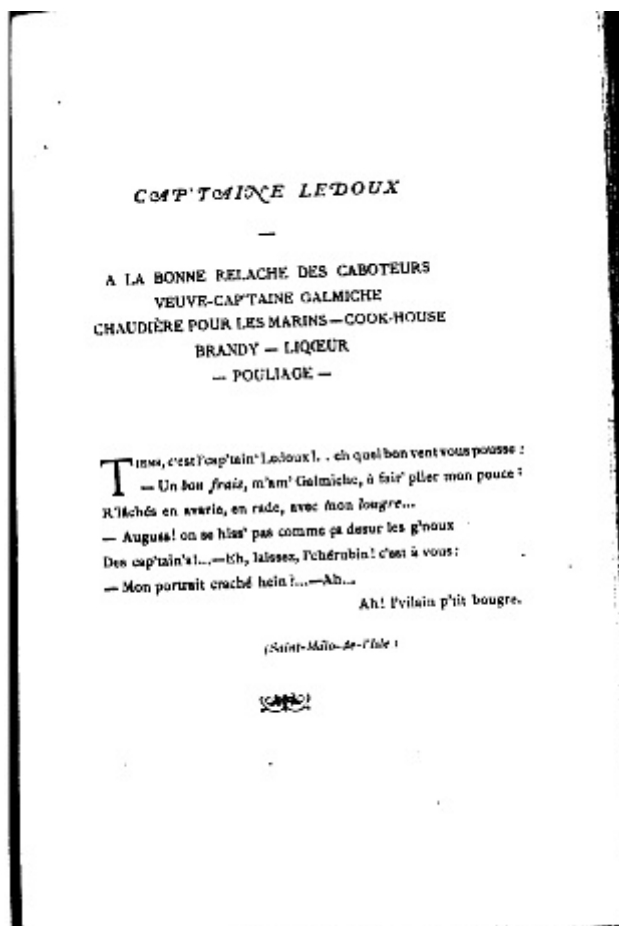 CAP'TAINE LEDOUX
—
A LA BONNE RELACHE DES CABOTEURS
VEUVE-CAP'TAINE GALMICHE
CHAUDIÈRE POUR LES MARINS — COOK-HOUSE
BRANDY — LIQŒUR
— POULIAGE —
TIENS, c'est l'cap'tain' Ledoux!.. eh quel bon vent vous pousse?
— Un bon frais, m'am' Galmiche, à fair' plier mon pouce:
R'lâchés en avarie, en rade, avec mon lougre...
— Auguss! on se hiss' pas comme ça desur les g'noux
Des cap'tain's!...—Eh, laissez, l'chérubin! c'est à vous:
— Mon portrait craché hein?...—Ah...
Ah! l'vilain p'tit bougre.
(Saint-Mâlo-de-l'Isle)